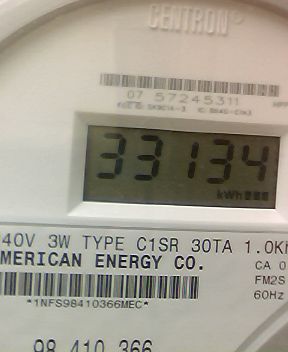 CENTRON®
07 57245311
33134
kWh
40V 3W TYPE C1SR 30TA 1.0K
MERICAN ENERGY CO.
CA 0
FM2S
60Hz
*1NFS98410366MEC*
98 410 366